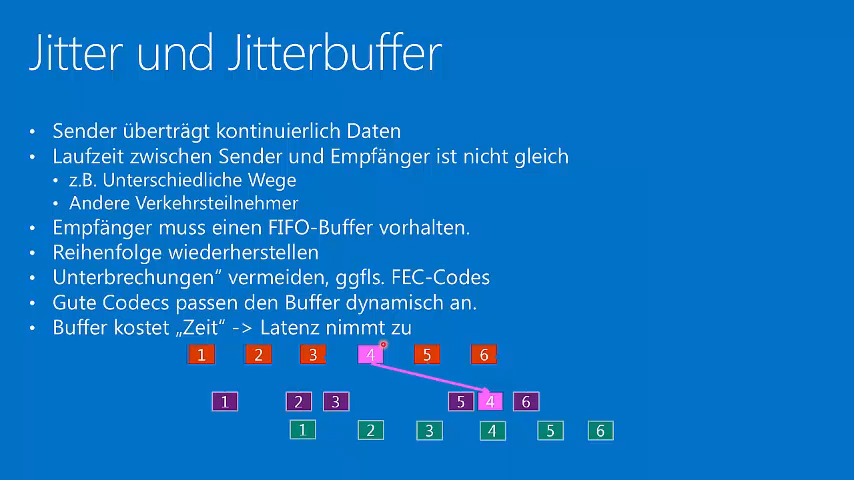 Jitter und Jitterbuffer
• Sender überträgt kontinuierlich Daten
• Laufzeit zwischen Sender und Empfänger ist nicht gleich
• z.B. Unterschiedliche Wege
• Andere Verkehrsteilnehmer
• Empfänger muss einen FIFO-Buffer vorhalten.
• Reihenfolge wiederherstellen
• Unterbrechungen“ vermeiden, ggfls. FEC-Codes
• Gute Codecs passen den Buffer dynamisch an.
• Buffer kostet „Zeit“ -> Latenz nimmt zu
1 2 3 4 5 6
1 2 3 5 4 6
1 2 3 4 5 6